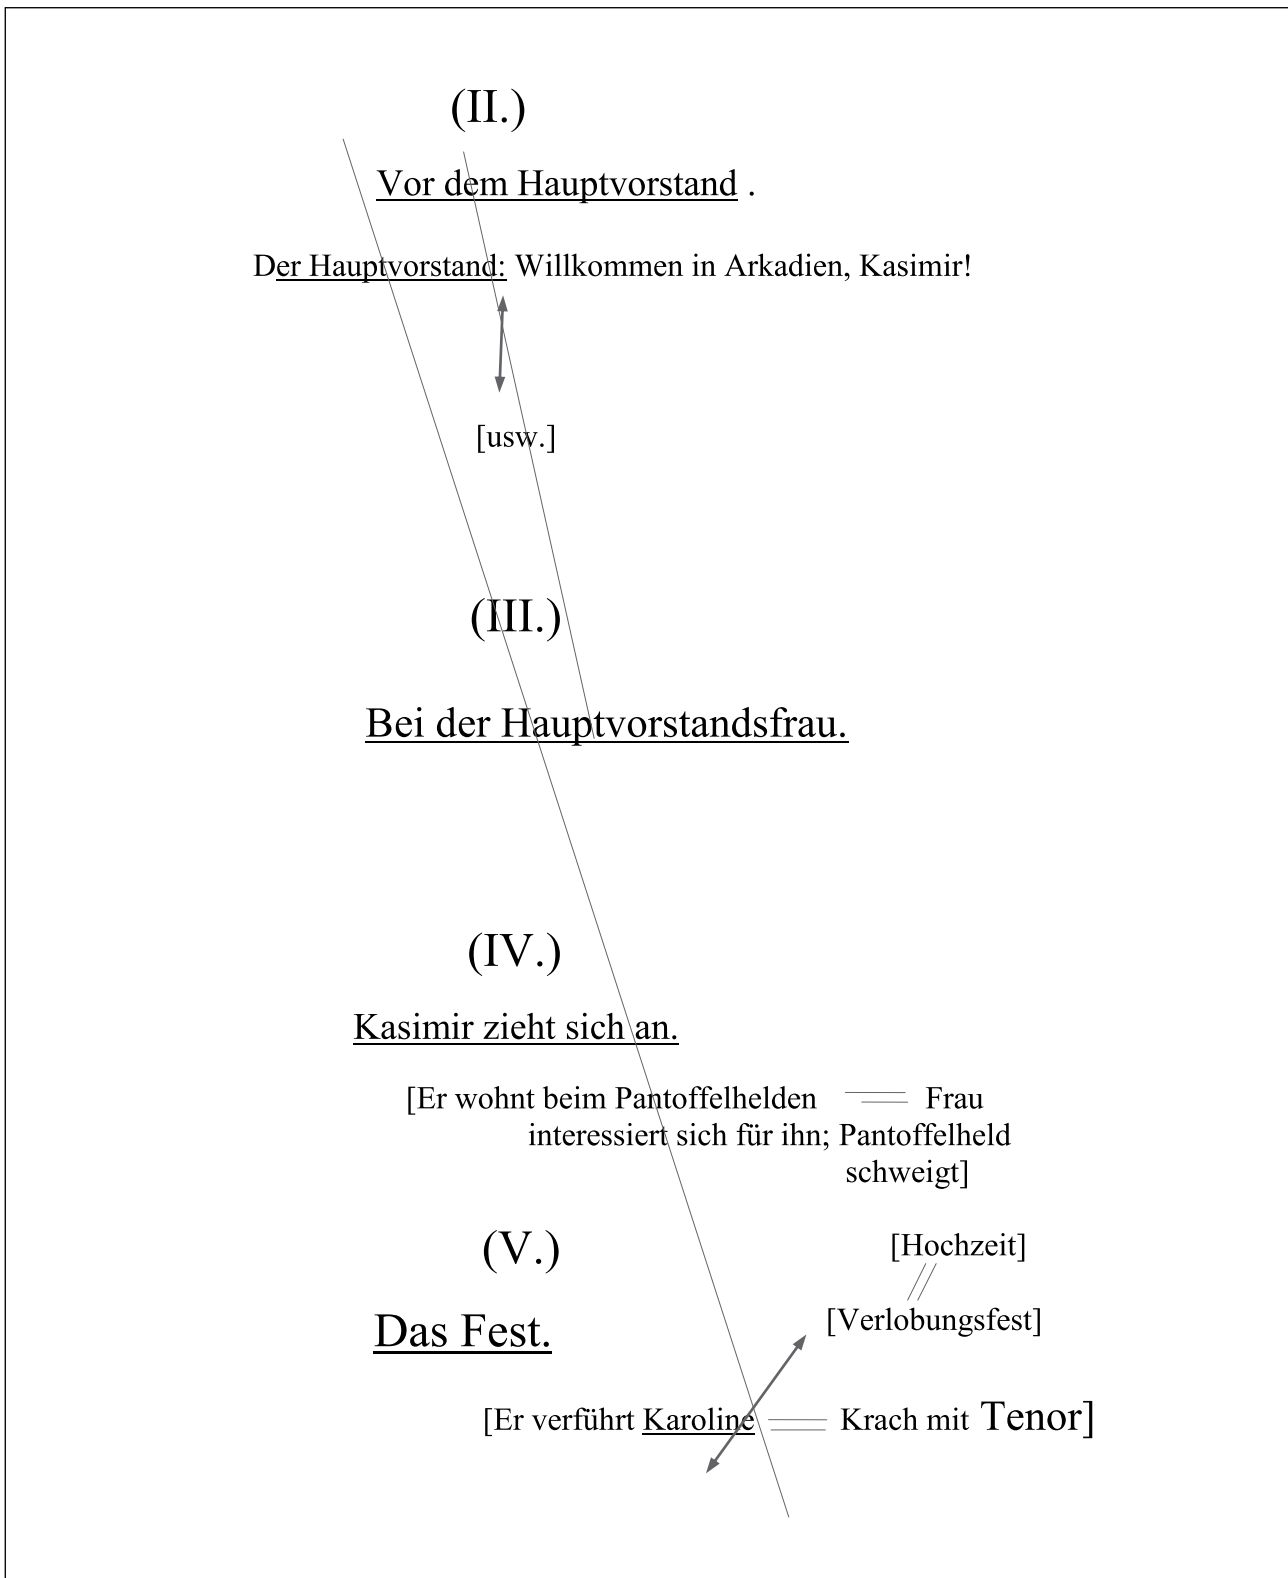 (II.)
Vor dem Hauptvorstand .
Der Hauptvorstand: Willkommen in Arkadien, Kasimir!
[usw.]
(III.)
Bei der Hauptvorstandsfrau.
(IV.)
Kasimir zieht sich an.
[Er wohnt beim Pantoffelhelden Frau
interessiert sich für ihn; Pantoffelheld
schweigt]
(V.)
[Hochzeit]
Das Fest.
[Verlobungsfest]
[Er verführt Karoline Krach mit Tenor]